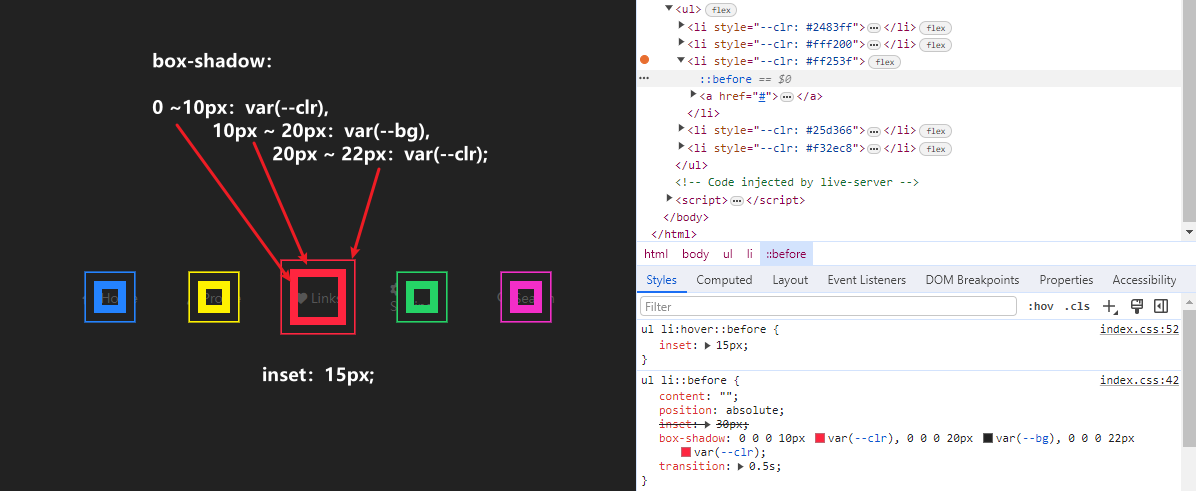 box-shadow:
0 ~10px: var(--clr),
10px ~ 20px: var(--bg),
20px ~ 22px: var(--clr);
Links
inset: 15px;
<ul> flex
<li style="--clr: #2483ff"> ⋯ </li> flex
<li style="--clr: #fff200"> ⋯ </li> flex
<li style="--clr: #ff253f"> flex
::before == $0
<a href="#"> ⋯ </a>
</li>
<li style="--clr: #25d366"> ⋯ </li> flex
<li style="--clr: #f32ec8"> ⋯ </li> flex
</ul>
<!-- Code injected by live-server -->
<script> ⋯ </script>
</body>
</html>
html body ul li ::before
Styles Computed Layout Event Listeners DOM Breakpoints Properties Accessibility
Filter :hov .cls
ul li:hover::before { index.css:52
inset: 15px;
}
ul li::before { index.css:42
content: "";
position: absolute;
inset: 30px;
box-shadow: 0 0 0 10px var(--clr), 0 0 0 20px var(--bg), 0 0 0 22px
var(--clr);
transition: 0.5s;
}